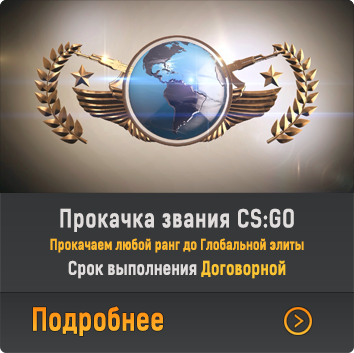 Прокачка звания CS:GO
Прокачаем любой ранг до Глобальной элиты
Срок выполнения Договорной
Подробнее